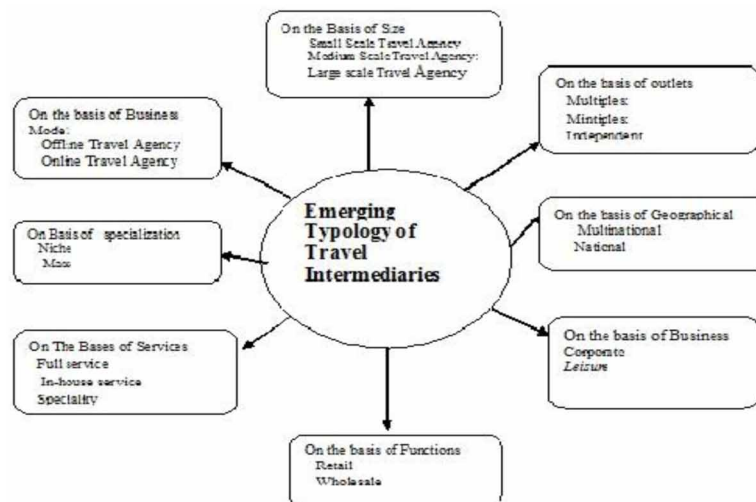 On the Basis of Size
Small Scale Travel Agency
Medium Scale Travel Agency:
Large scale Travel Agency
On the basis of outlets
Multiples:
Mintiples:
Independent
On the basis of Business
Mode:
Offline Travel Agency
Online Travel Agency
Emerging
Typology of
Travel
Intermediaries
On the basis of Geographical
Multinational
National
On Basis of specialization
Niche
Mass
On the basis of Business
Corporate
Leisure
On The Bases of Services
Full service
In-house service
Speciality
On the basis of Functions
Retail
Wholesale